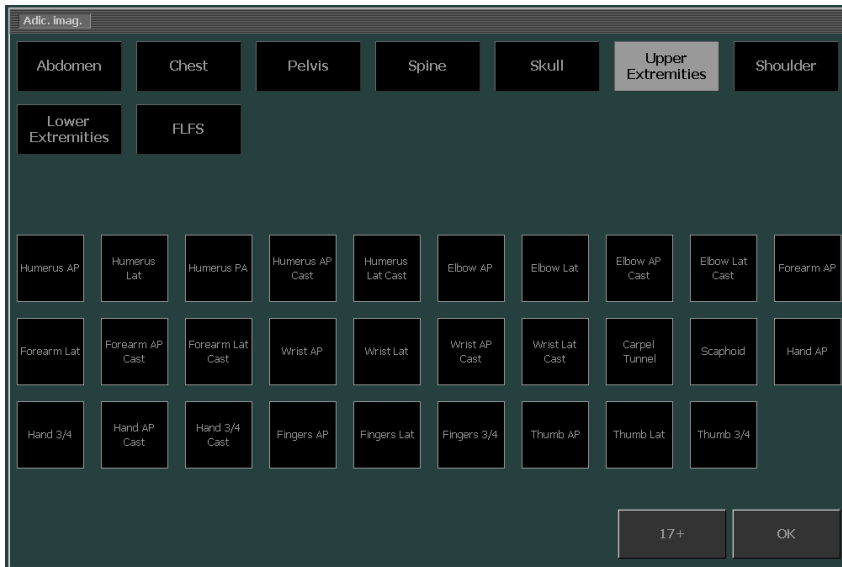 Adic. imag.
Abdomen
Chest
Pelvis
Spine
Skull
Upper
Extremities
Shoulder
Lower
Extremities
FLFS
Humerus AP
Humerus
Lat
Humerus PA
Humerus AP
Cast
Humerus
Lat Cast
Elbow AP
Elbow Lat
Elbow AP
Cast
Elbow Lat
Cast
Forearm AP
Forearm Lat
Forearm AP
Cast
Forearm Lat
Cast
Wrist AP
Wrist Lat
Wrist AP
Cast
Wrist Lat
Cast
Carpel
Tunnel
Scaphoid
Hand AP
Hand 3/4
Hand AP
Cast
Hand 3/4
Cast
Fingers AP
Fingers Lat
Fingers 3/4
Thumb AP
Thumb Lat
Thumb 3/4
17+
OK